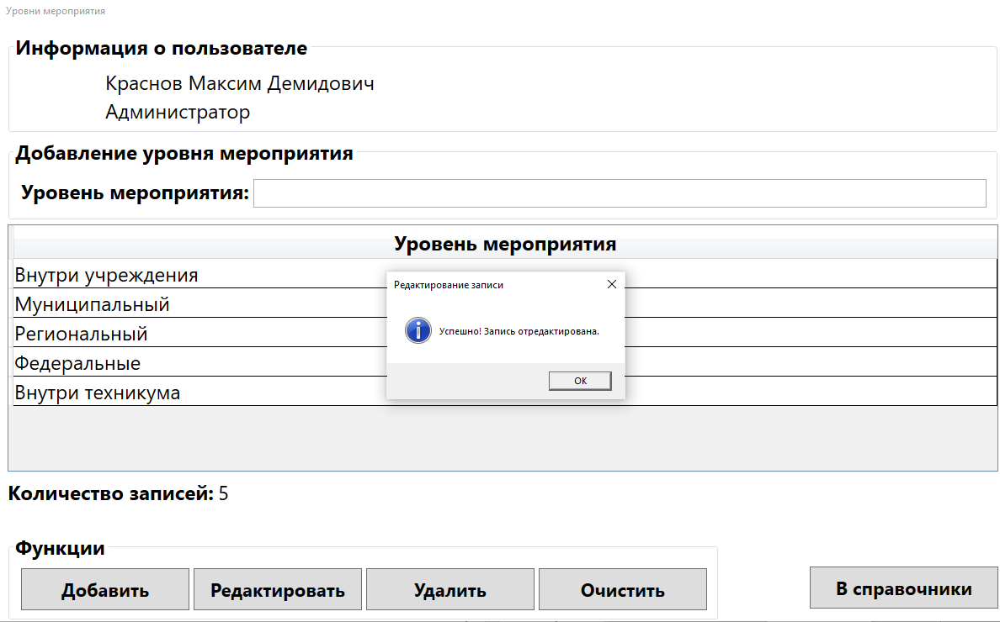 Уровни мероприятия
Информация о пользователе
Краснов Максим Демидович
Администратор
Добавление уровня мероприятия
Уровень мероприятия:
Уровень мероприятия
Внутри учреждения
Муниципальный
Региональный
Федеральные
Внутри техникума
Редактирование записи
Успешно! Запись отредактирована.
ОК
Количество записей: 5
Функции
Добавить Редактировать Удалить Очистить В справочники